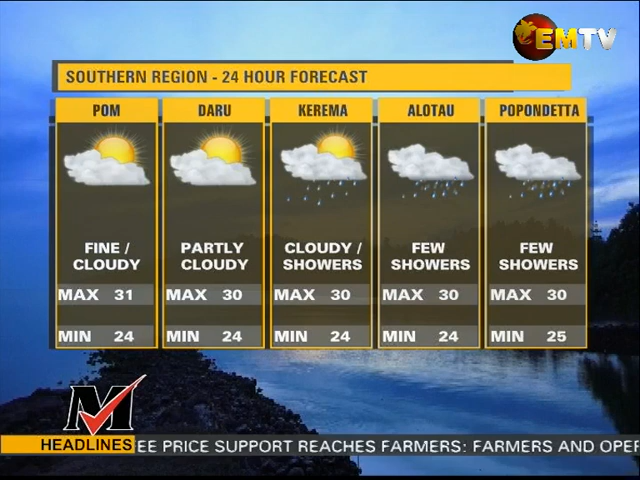 EMTV
SOUTHERN REGION - 24 HOUR FORECAST
POM
FINE /
CLOUDY
MAX 31
MIN 24
DARU
PARTLY
CLOUDY
MAX 30
MIN 24
KEREMA
CLOUDY /
SHOWERS
MAX 30
MIN 24
ALOTAU
FEW
SHOWERS
MAX 30
MIN 24
POPONDETTA
FEW
SHOWERS
MAX 30
MIN 25
M
HEADLINES
EE PRICE SUPPORT REACHES FARMERS: FARMERS AND OPER